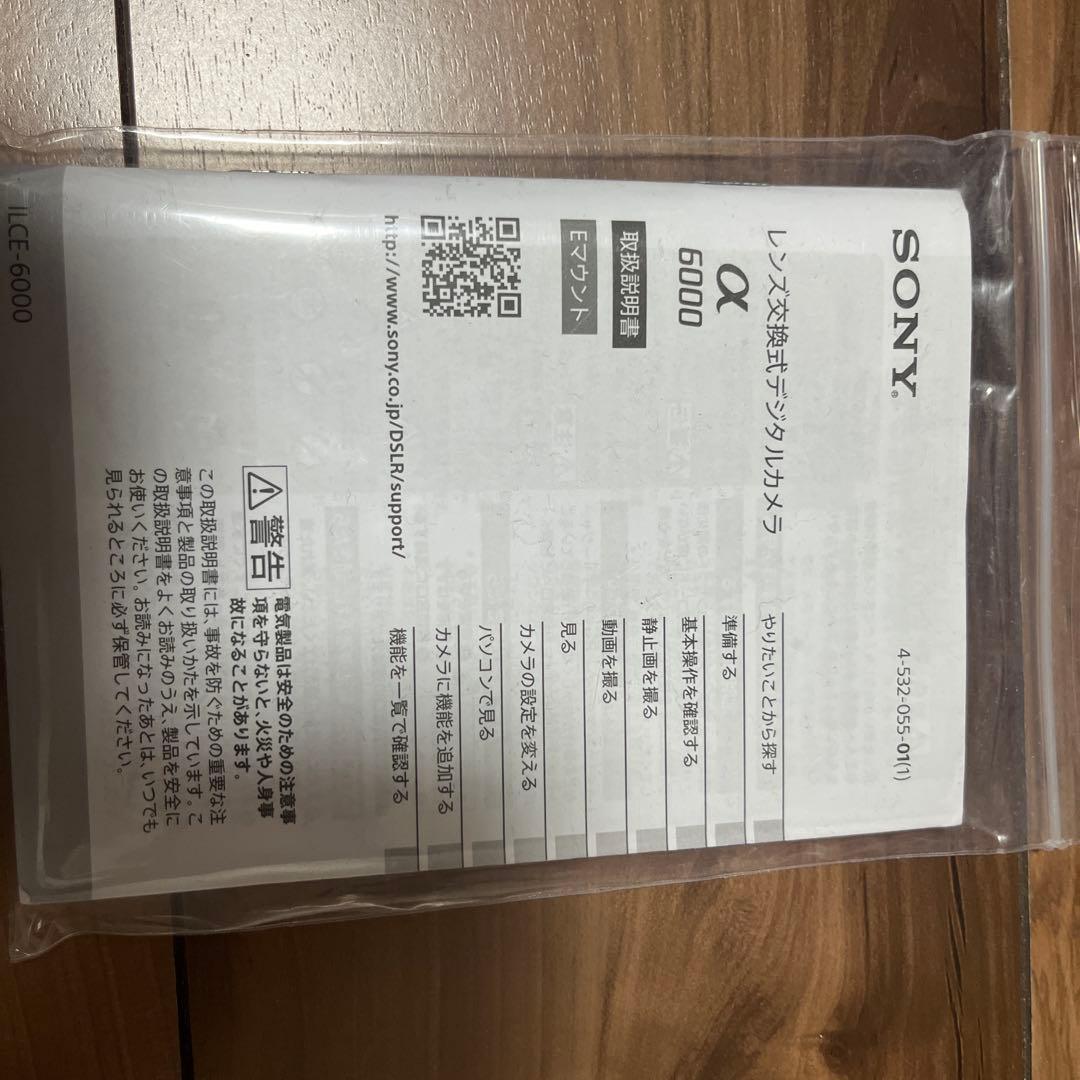 SONY®
4-532-055-01(1)
レンズ交換式デジタルカメラ
α
6000
取扱説明書
Eマウント
http://www.sony.co.jp/DSLR/support/
やりたいことから探す
準備する
基本操作を確認する
静止画を撮る
動画を撮る
見る
カメラの設定を変える
パソコンで見る
カメラに機能を追加する
機能を一覧で確認する
警告
電気製品は安全のための注意事
項を守らないと、火災や人身事
故になることがあります。
この取扱説明書には、事故を防ぐための重要な注
意事項と製品の取り扱いかたを示しています。こ
の取扱説明書をよくお読みのうえ、製品を安全に
お使いください。お読みになったあとは、いつでも
見られるところに必ず保管してください。
ILCE-6000